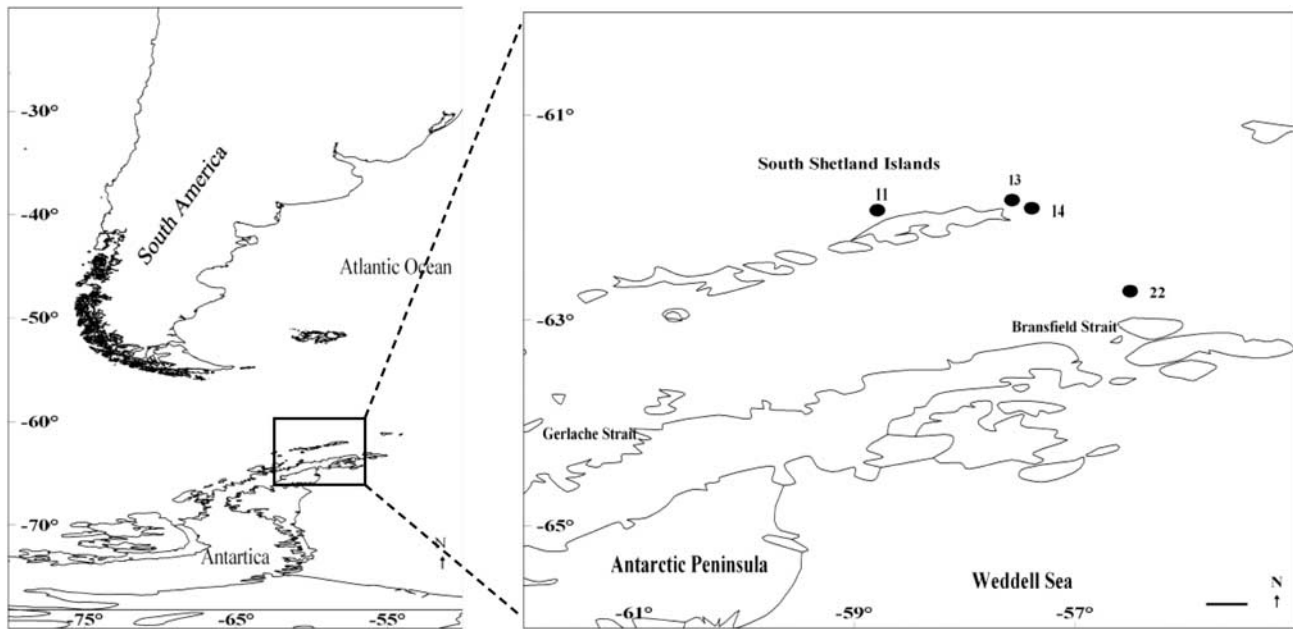 -30°
-40°
-50°
-60°
-70°
-75°
-65°
-55°
South America
Atlantic Ocean
Antartica
N
-61°
South Shetland Islands
11
13
14
22
-63°
Bransfield Strait
Gerlache Strait
-65°
Antarctic Peninsula
Weddell Sea
N
-61°
-59°
-57°